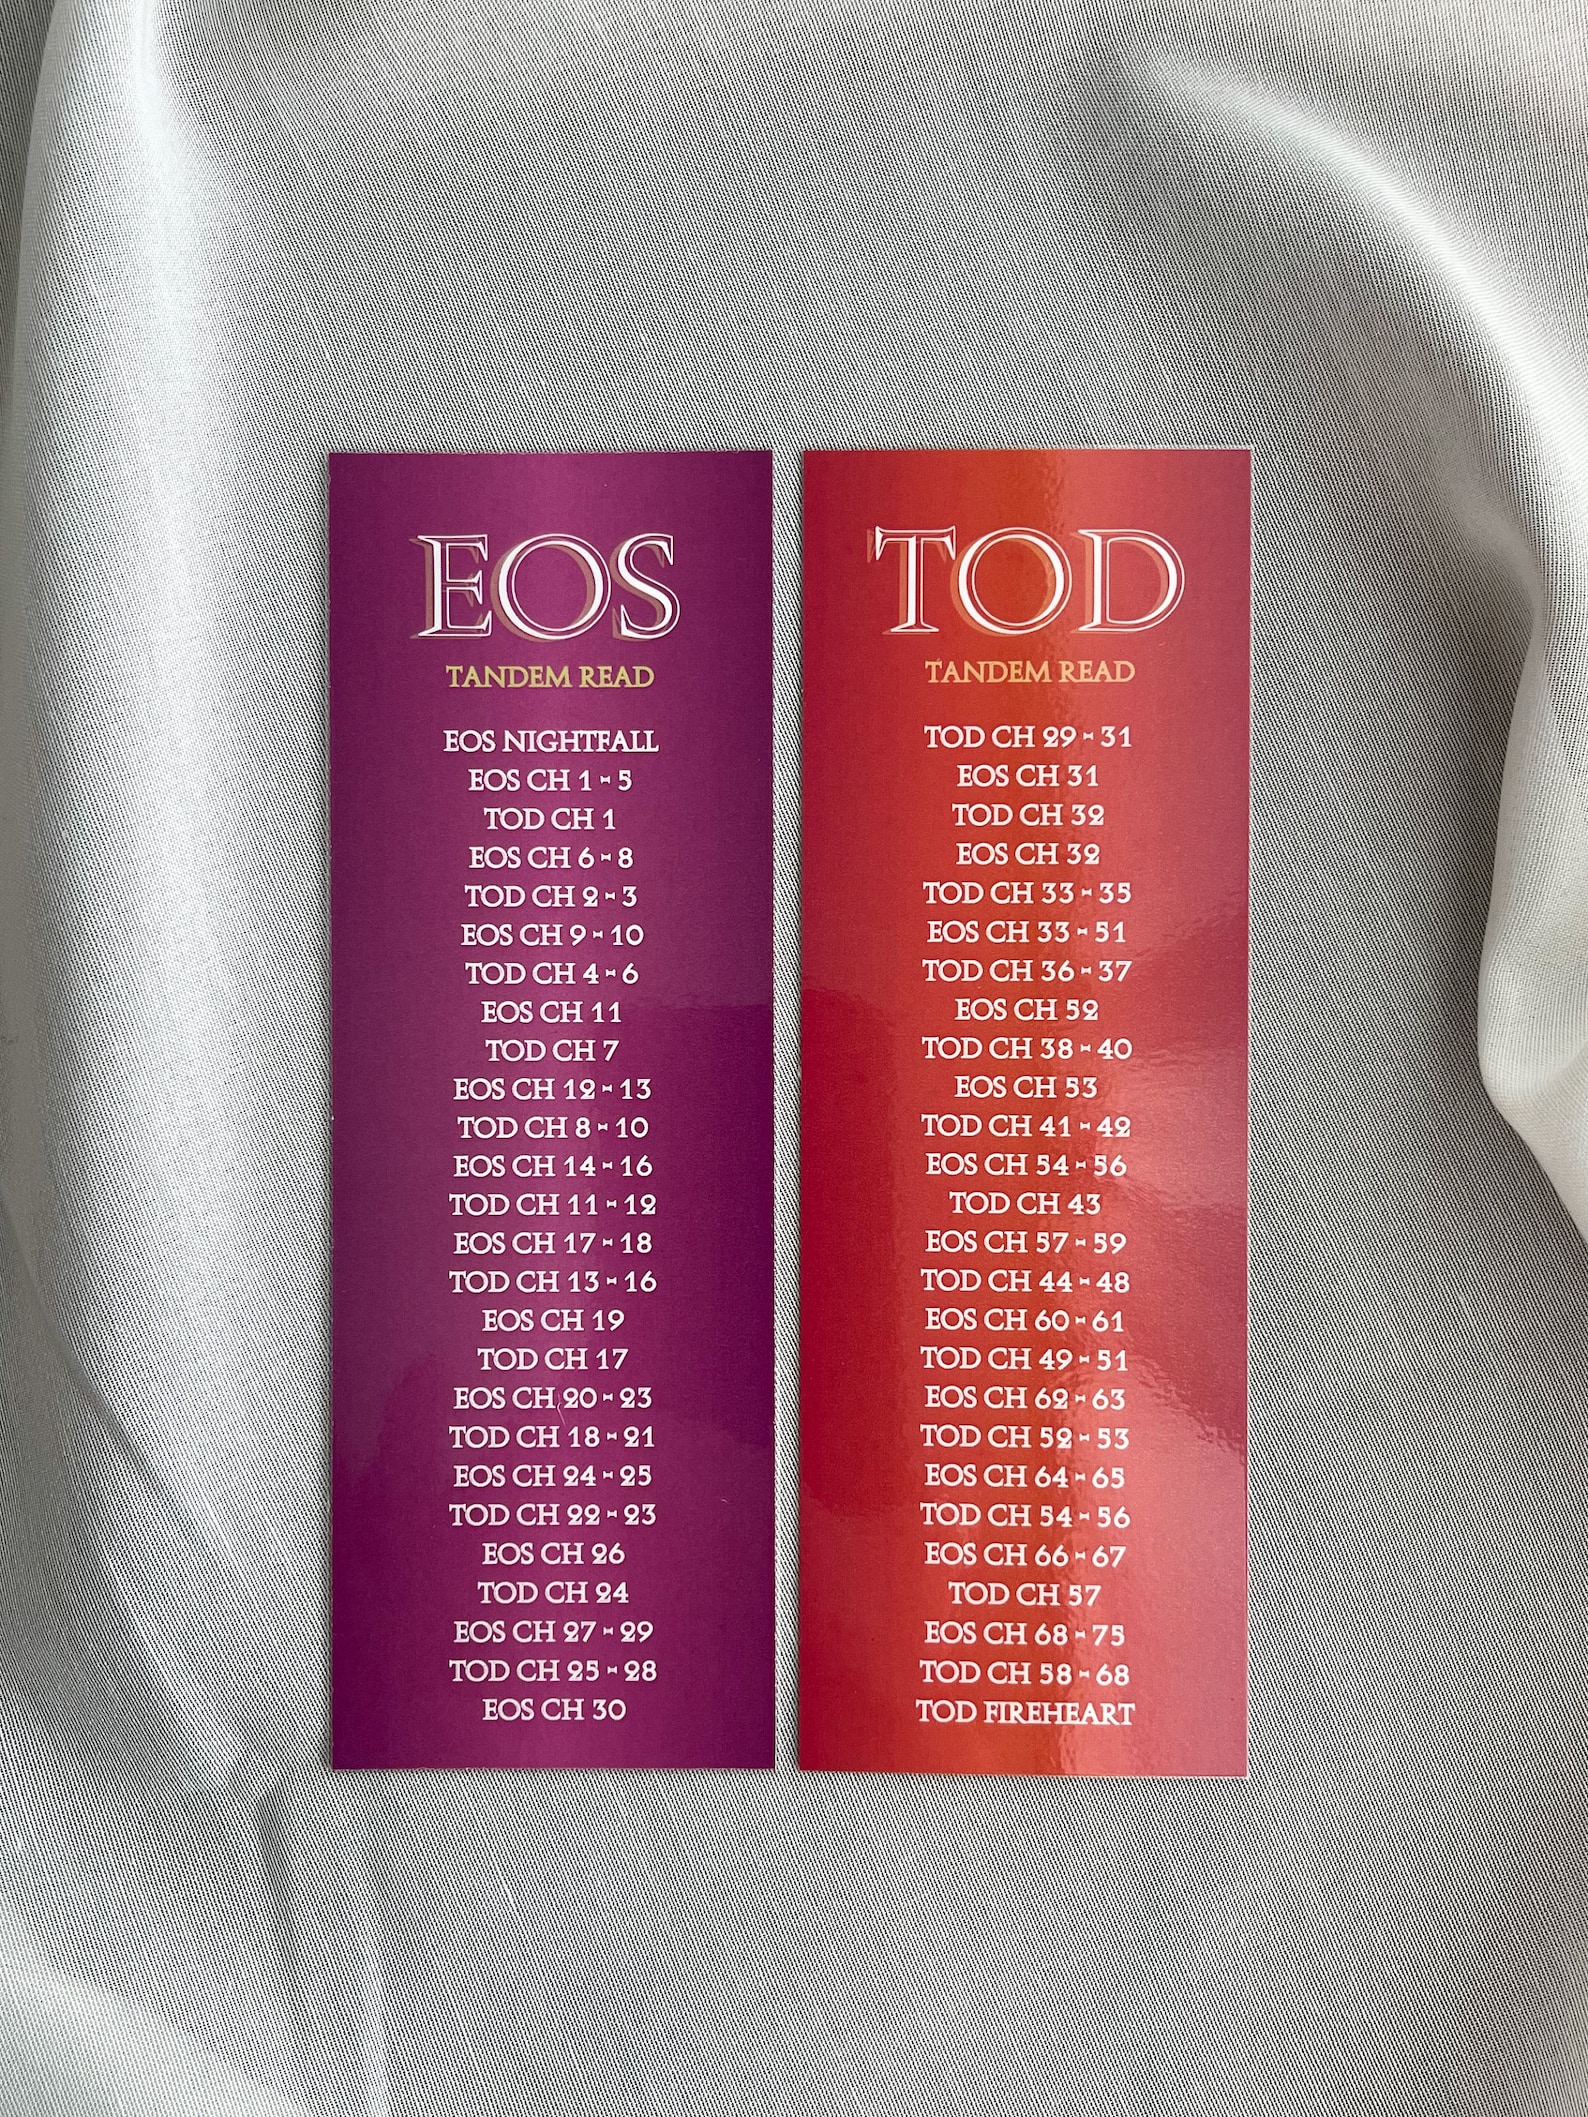 EOS
TANDEM READ
EOS NIGHTFALL
EOS CH 1 - 5
TOD CH 1
EOS CH 6 - 8
TOD CH 2 - 3
EOS CH 9 - 10
TOD CH 4 - 6
EOS CH 11
TOD CH 7
EOS CH 12 - 13
TOD CH 8 - 10
EOS CH 14 - 16
TOD CH 11 - 12
EOS CH 17 - 18
TOD CH 13 - 16
EOS CH 19
TOD CH 17
EOS CH 20 - 23
TOD CH 18 - 21
EOS CH 24 - 25
TOD CH 22 - 23
EOS CH 26
TOD CH 24
EOS CH 27 - 29
TOD CH 25 - 28
EOS CH 30
TOD
TANDEM READ
TOD CH 29 - 31
EOS CH 31
TOD CH 32
EOS CH 32
TOD CH 33 - 35
EOS CH 33 - 51
TOD CH 36 - 37
EOS CH 52
TOD CH 38 - 40
EOS CH 53
TOD CH 41 - 42
EOS CH 54 - 56
TOD CH 43
EOS CH 57 - 59
TOD CH 44 - 48
EOS CH 60 - 61
TOD CH 49 - 51
EOS CH 62 - 63
TOD CH 52 - 53
EOS CH 64 - 65
TOD CH 54 - 56
EOS CH 66 - 67
TOD CH 57
EOS CH 68 - 75
TOD CH 58 - 68
TOD FIREHEART